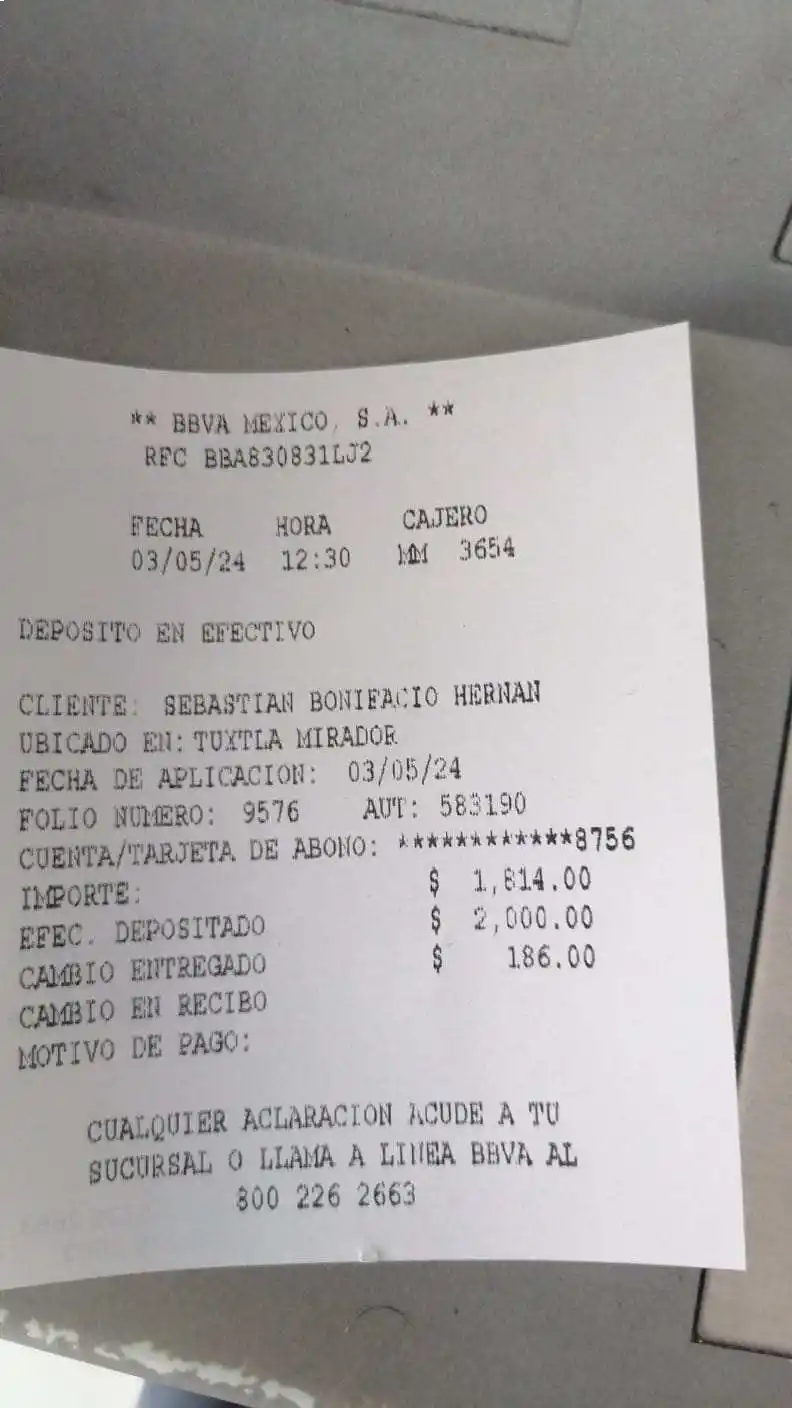 ** BBVA MEXICO, S.A. **
RFC BBA830831LJ2
FECHA HORA CAJERO
03/05/24 12:30 MM 3654
DEPOSITO EN EFECTIVO
CLIENTE: SEBASTIAN BONIFACIO HERNAN
UBICADO EN: TUXTLA MIRADOR
FECHA DE APLICACION: 03/05/24
FOLIO NUMERO: 9576 AUT: 583190
CUENTA/TARJETA DE ABONO: ************8756
IMPORTE: $ 1,814.00
EFEC. DEPOSITADO $ 2,000.00
CAMBIO ENTREGADO $ 186.00
CAMBIO EN RECIBO
MOTIVO DE PAGO:
CUALQUIER ACLARACION ACUDE A TU
SUCURSAL O LLAMA A LINEA BBVA AL
800 226 2663